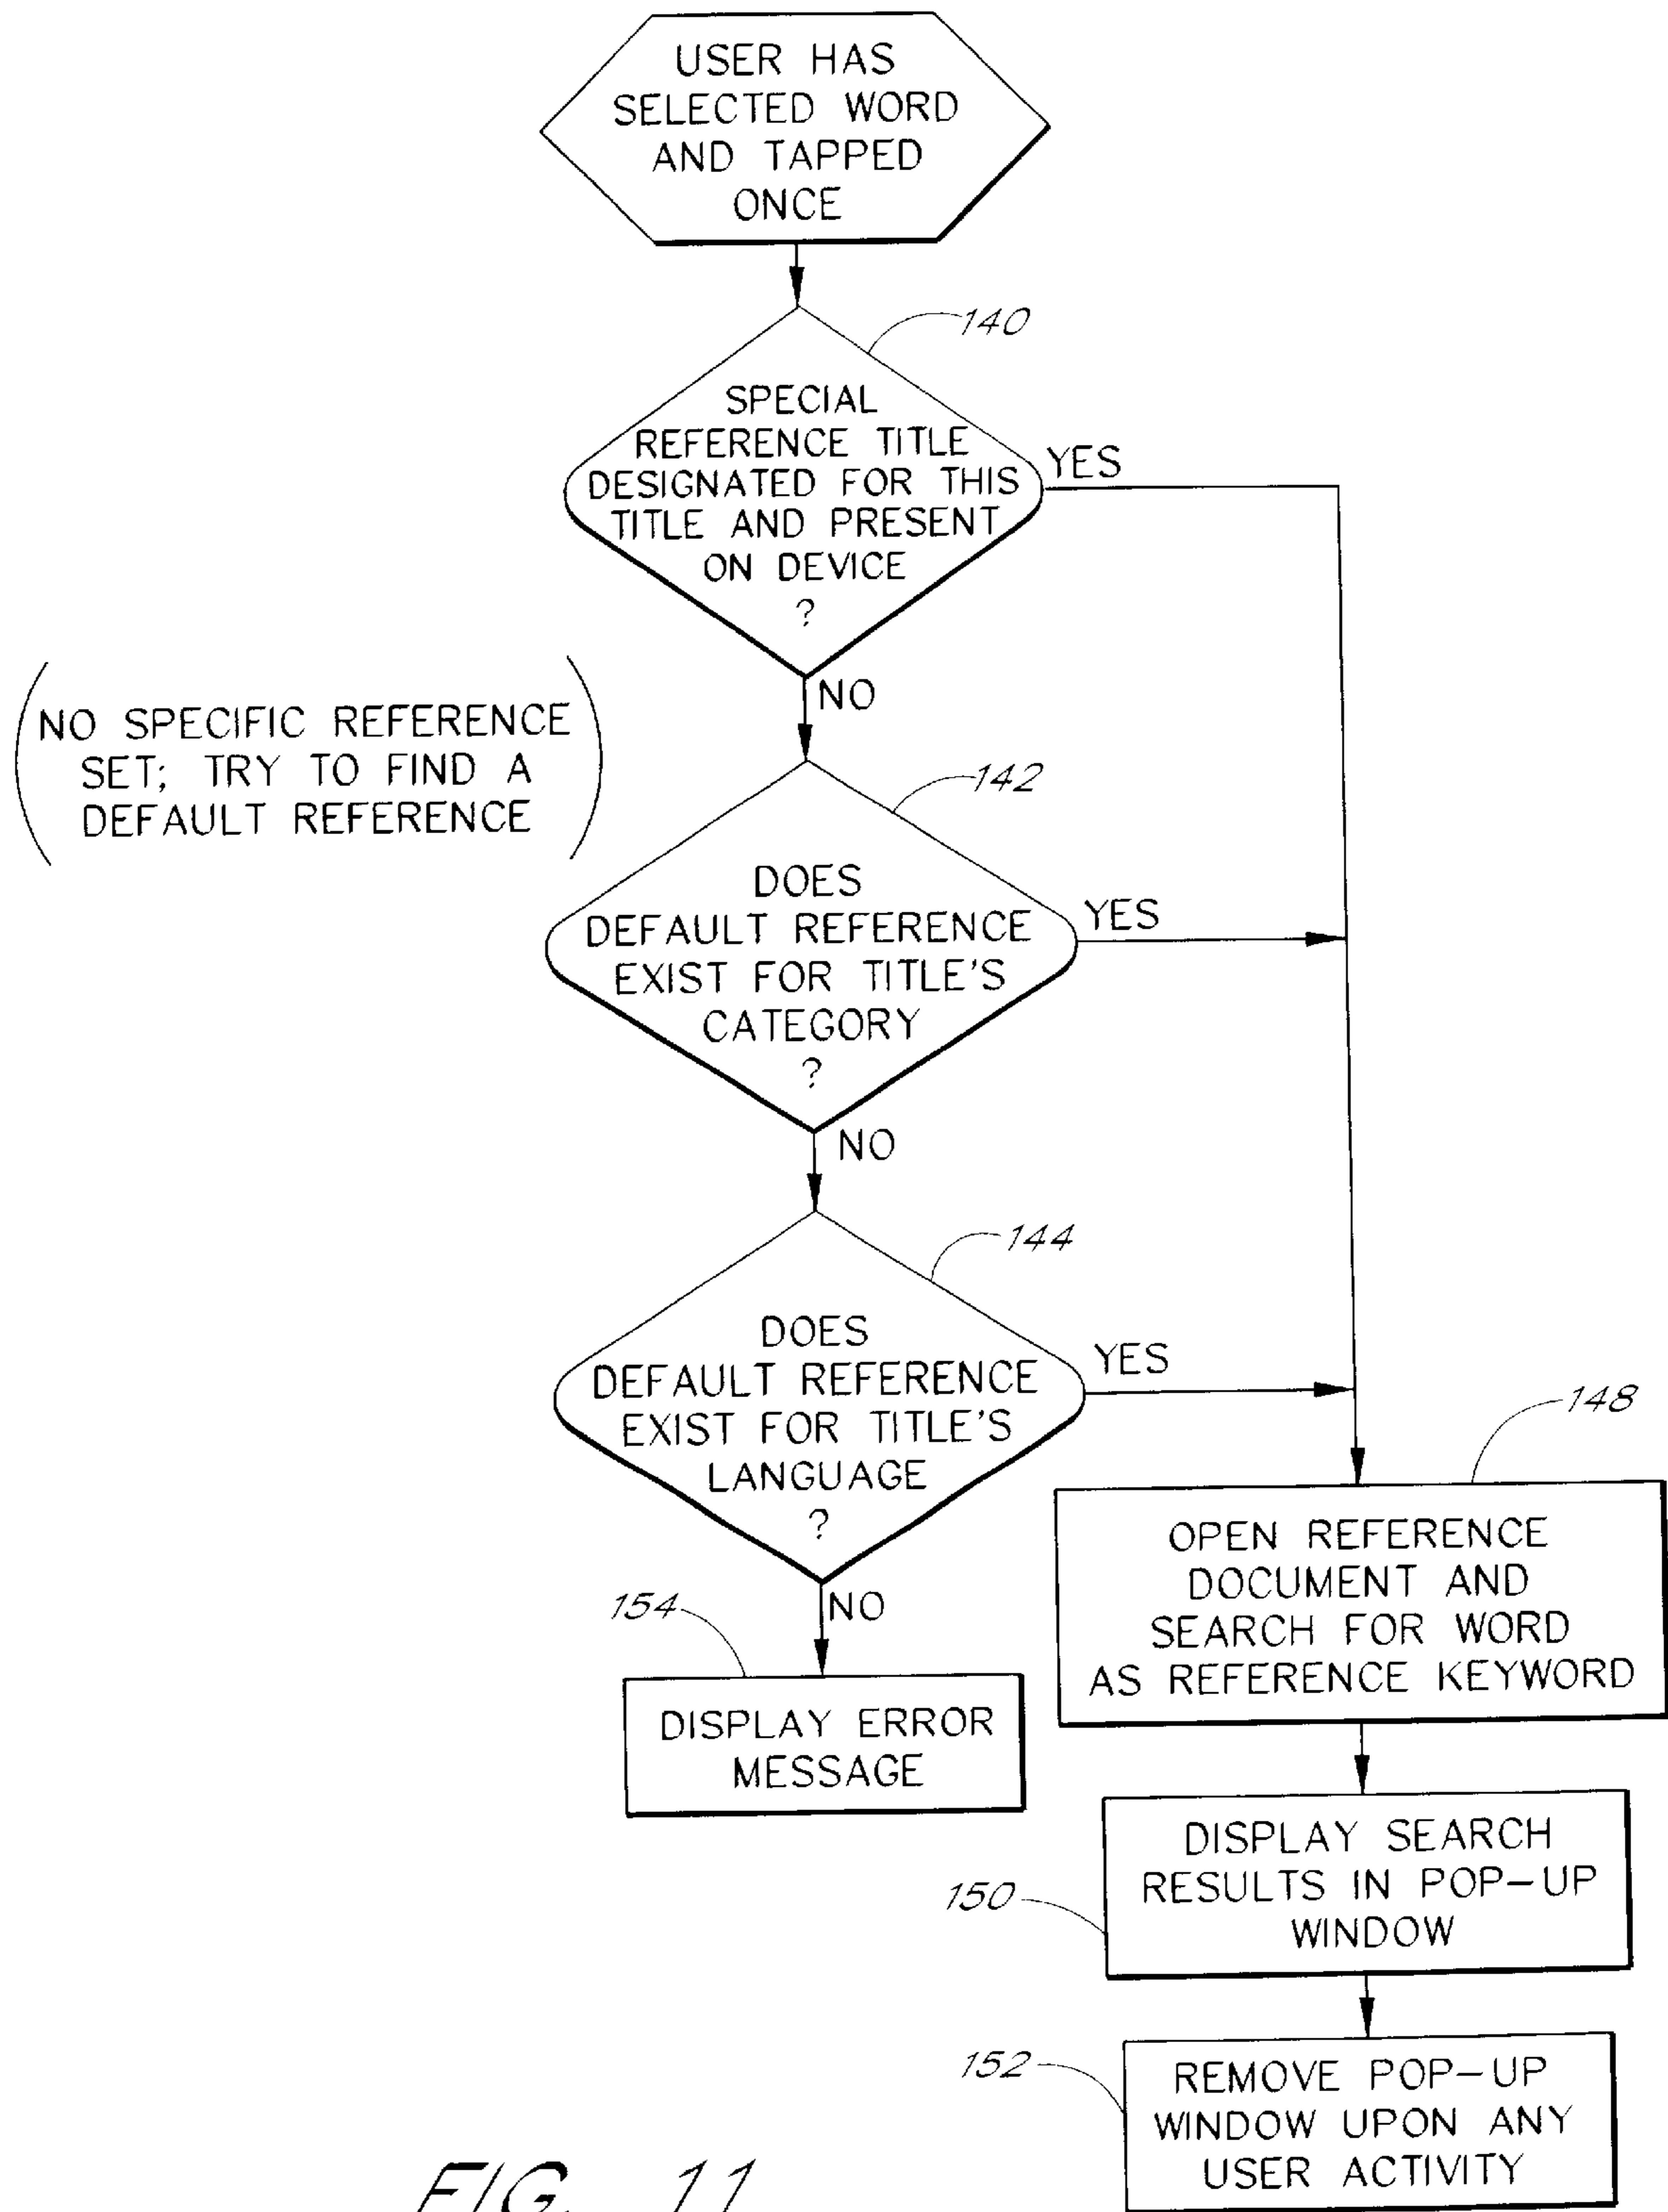 USER HAS
SELECTED WORD
AND TAPPED
ONCE
140
SPECIAL
REFERENCE TITLE
DESIGNATED FOR THIS
TITLE AND PRESENT
ON DEVICE
?
YES
NO
(NO SPECIFIC REFERENCE
SET; TRY TO FIND A
DEFAULT REFERENCE)
142
DOES
DEFAULT REFERENCE
EXIST FOR TITLE'S
CATEGORY
?
YES
NO
144
DOES
DEFAULT REFERENCE
EXIST FOR TITLE'S
LANGUAGE
?
YES
NO
148
OPEN REFERENCE
DOCUMENT AND
SEARCH FOR WORD
AS REFERENCE KEYWORD
154
DISPLAY ERROR
MESSAGE
150
DISPLAY SEARCH
RESULTS IN POP-UP
WINDOW
152
REMOVE POP-UP
WINDOW UPON ANY
USER ACTIVITY
FIG. 11